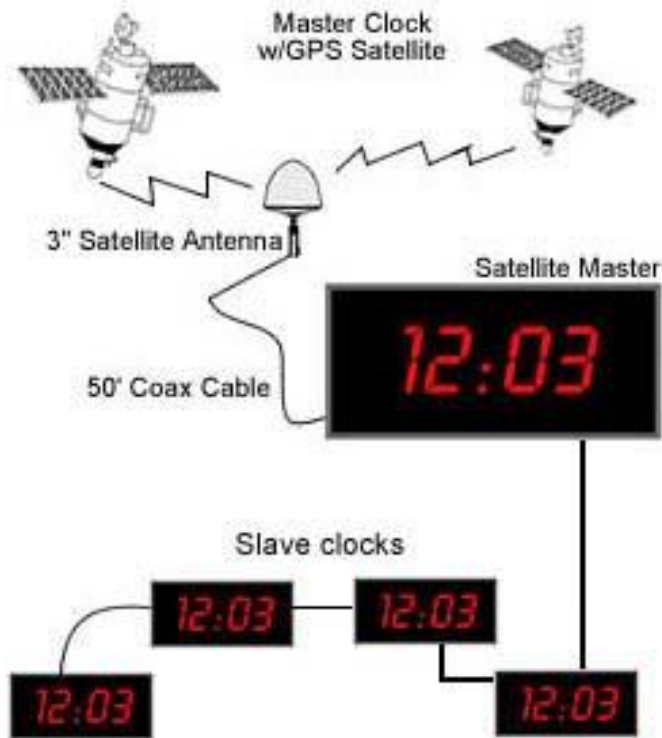 Master Clock
w/GPS Satellite
3" Satellite Antenna
Satellite Master
12:03
50' Coax Cable
Slave clocks
12:03
12:03
12:03
12:03